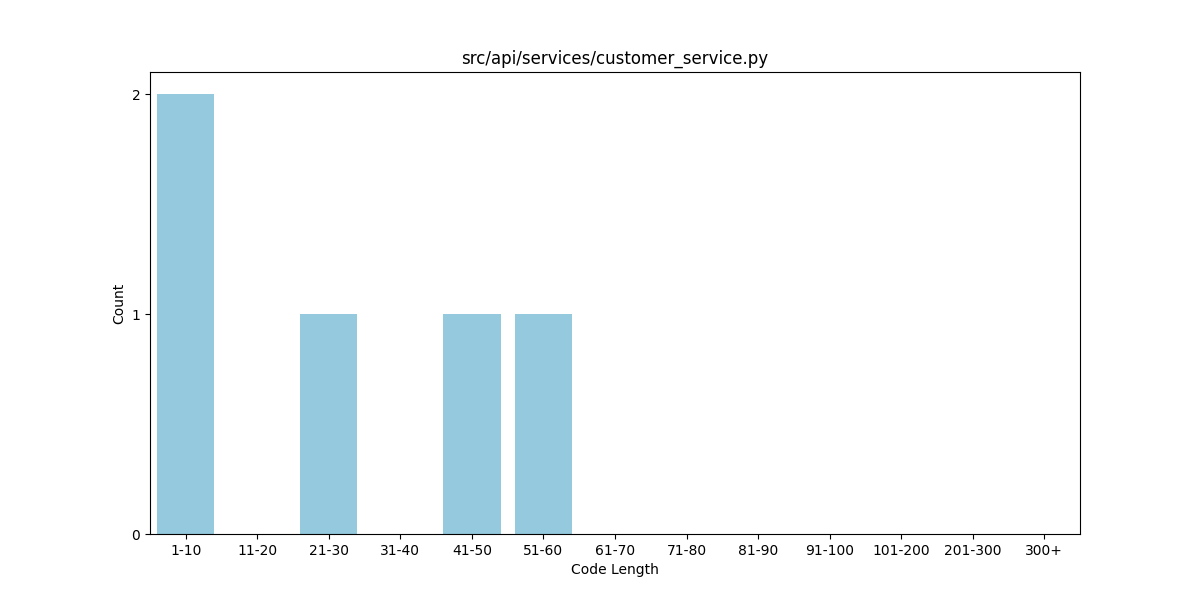 src/api/services/customer_service.py
2
1
0
Count
1-10 11-20 21-30 31-40 41-50 51-60 61-70 71-80 81-90 91-100 101-200 201-300 300+
Code Length